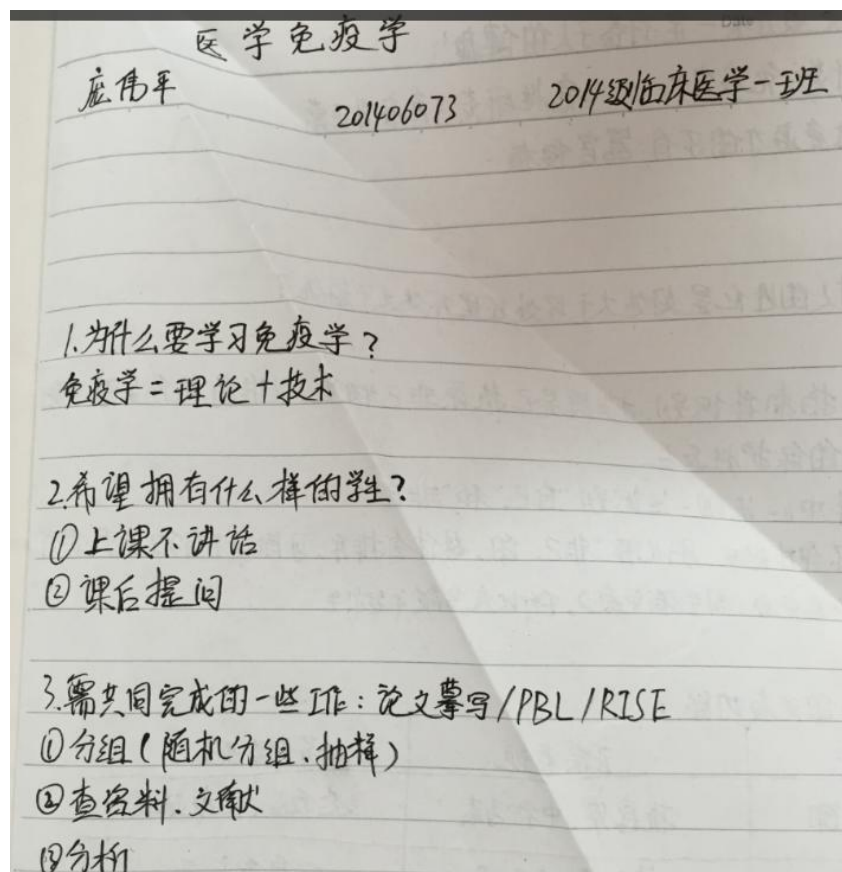 医学免疫学
庞伟平 201406073 2014级临床医学一班
1.为什么要学习免疫学?
免疫学=理论+技术
2.希望拥有什么样的学生?
①上课不讲话
②课后提问
3.需共同完成的一些工作:论文摹写/PBL/RISE
①分组(随机分组、抽样)
②查资料、文献
③分析